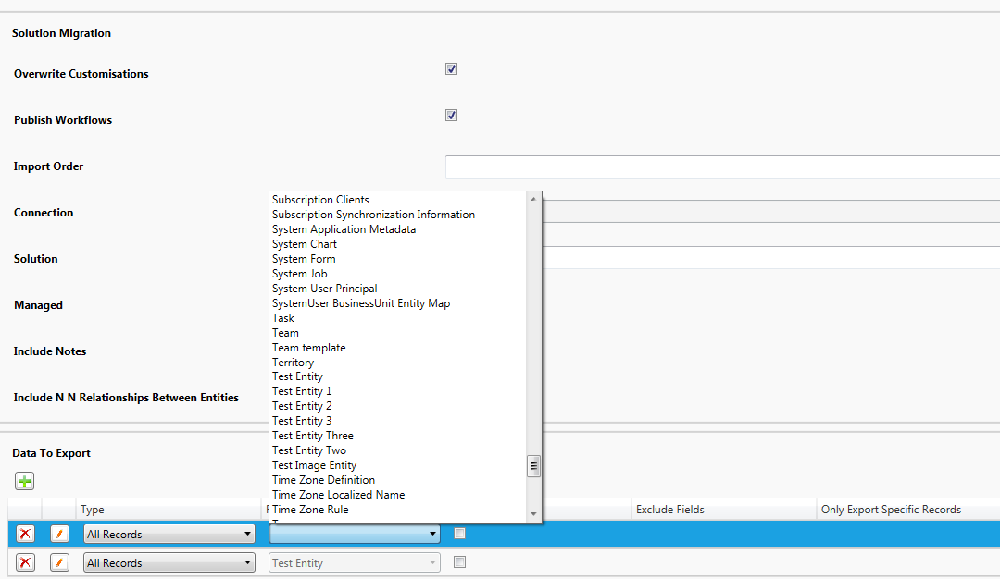 Solution Migration
Overwrite Customisations
Publish Workflows
Import Order
Connection
Solution
Managed
Include Notes
Include N N Relationships Between Entities
Subscription Clients
Subscription Synchronization Information
System Application Metadata
System Chart
System Form
System Job
System User Principal
SystemUser BusinessUnit Entity Map
Task
Team
Team template
Territory
Test Entity
Test Entity 1
Test Entity 2
Test Entity 3
Test Entity Three
Test Entity Two
Test Image Entity
Time Zone Definition
Time Zone Localized Name
Time Zone Rule
Data To Export
Type Exclude Fields Only Export Specific Records
All Records
All Records Test Entity